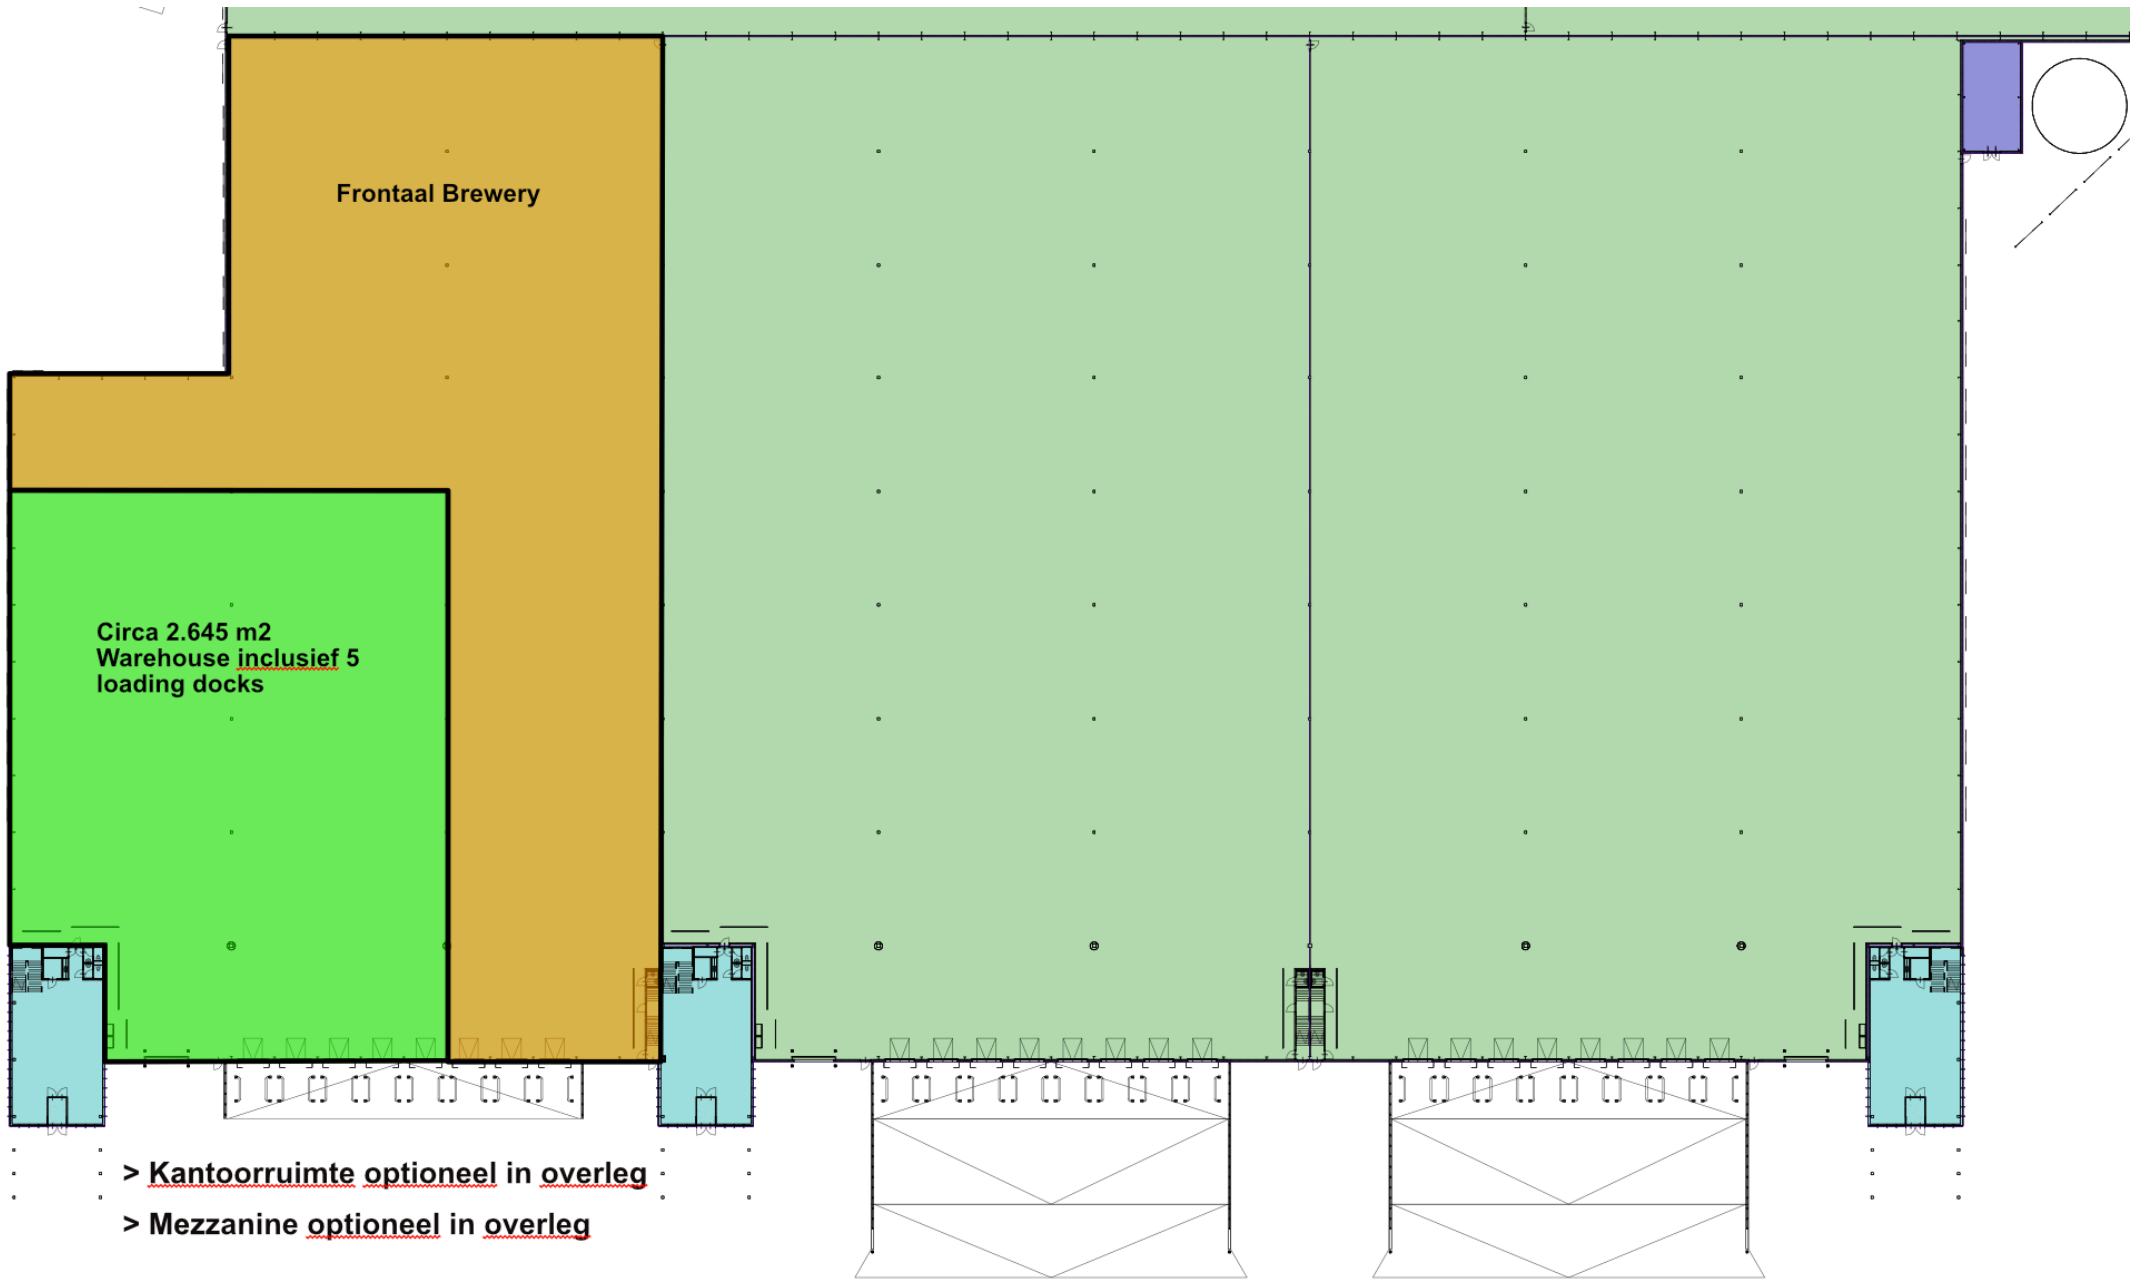 Frontaal Brewery
Circa 2.645 m2
Warehouse inclusief 5
loading docks
> Kantoorruimte optioneel in overleg
> Mezzanine optioneel in overleg